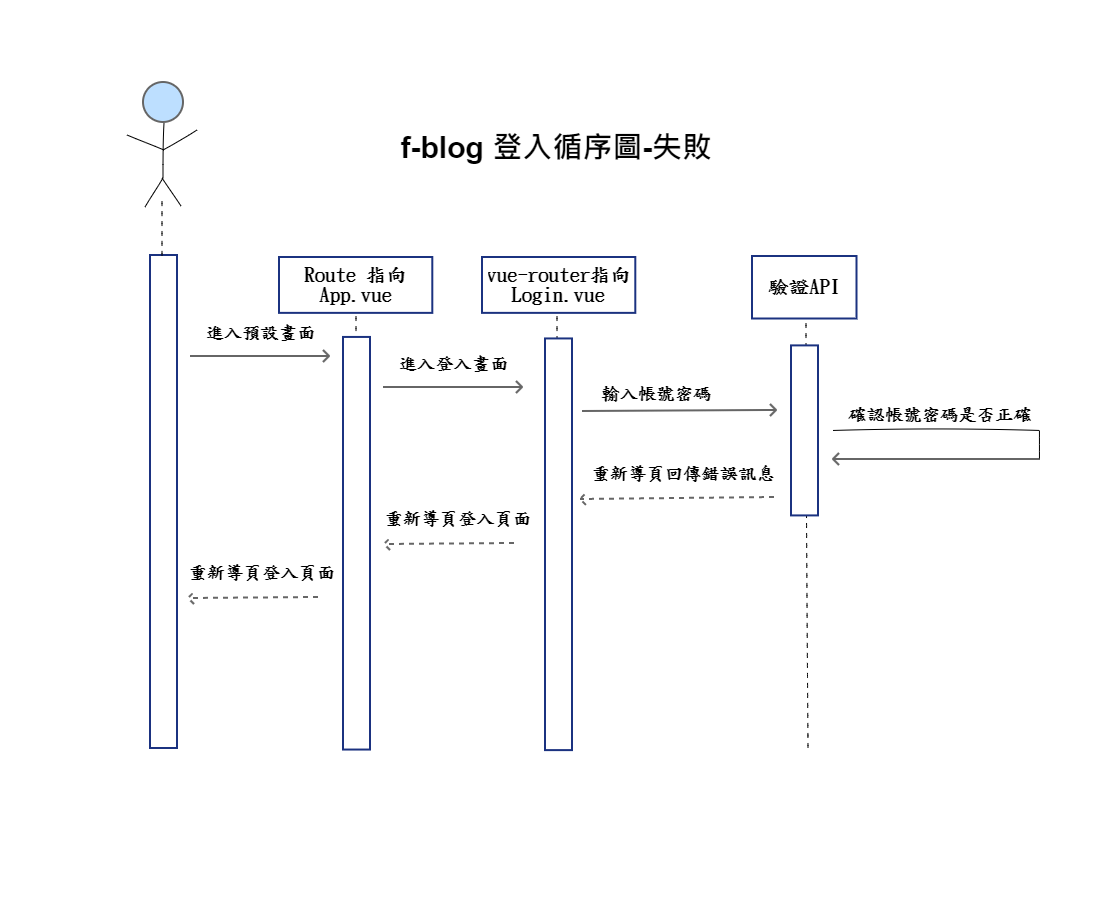 f-blog 登入循序圖-失敗
Route 指向
App.vue
vue-router指向
Login.vue
驗證API
進入預設畫面
進入登入畫面
輸入帳號密碼
確認帳號密碼是否正確
重新導頁回傳錯誤訊息
重新導頁登入頁面
重新導頁登入頁面